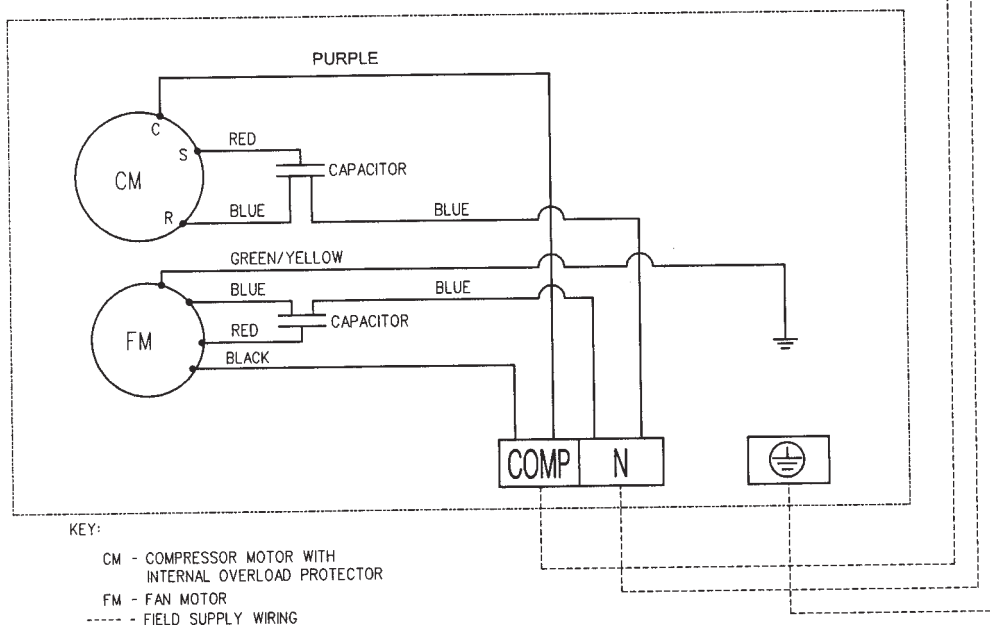 PURPLE
C
RED
S
CAPACITOR
CM
R
BLUE
BLUE
GREEN/YELLOW
BLUE
BLUE
CAPACITOR
RED
FM
BLACK
COMP
N
KEY:
CM - COMPRESSOR MOTOR WITH
INTERNAL OVERLOAD PROTECTOR
FM - FAN MOTOR
----- - FIELD SUPPLY WIRING